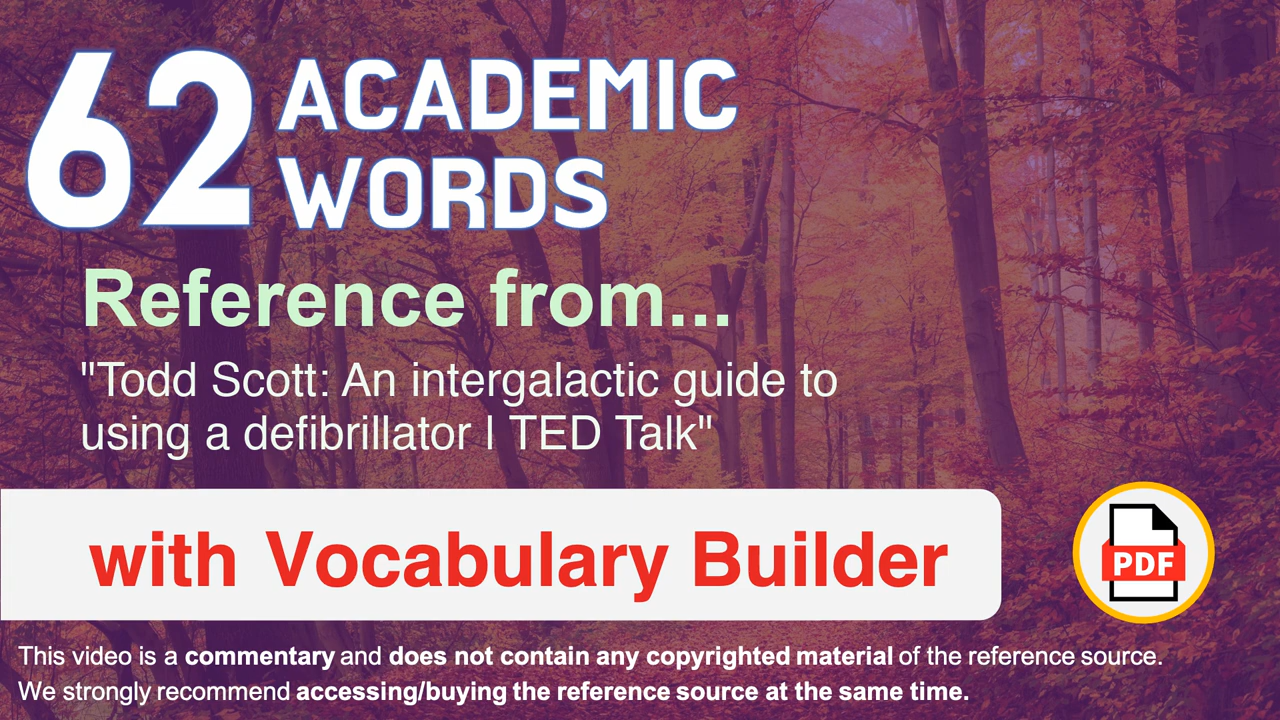 62 ACADEMIC
WORDS
Reference from...
"Todd Scott: An intergalactic guide to
using a defibrillator | TED Talk"
with Vocabulary Builder
PDF
This video is a commentary and does not contain any copyrighted material of the reference source.
We strongly recommend accessing/buying the reference source at the same time.